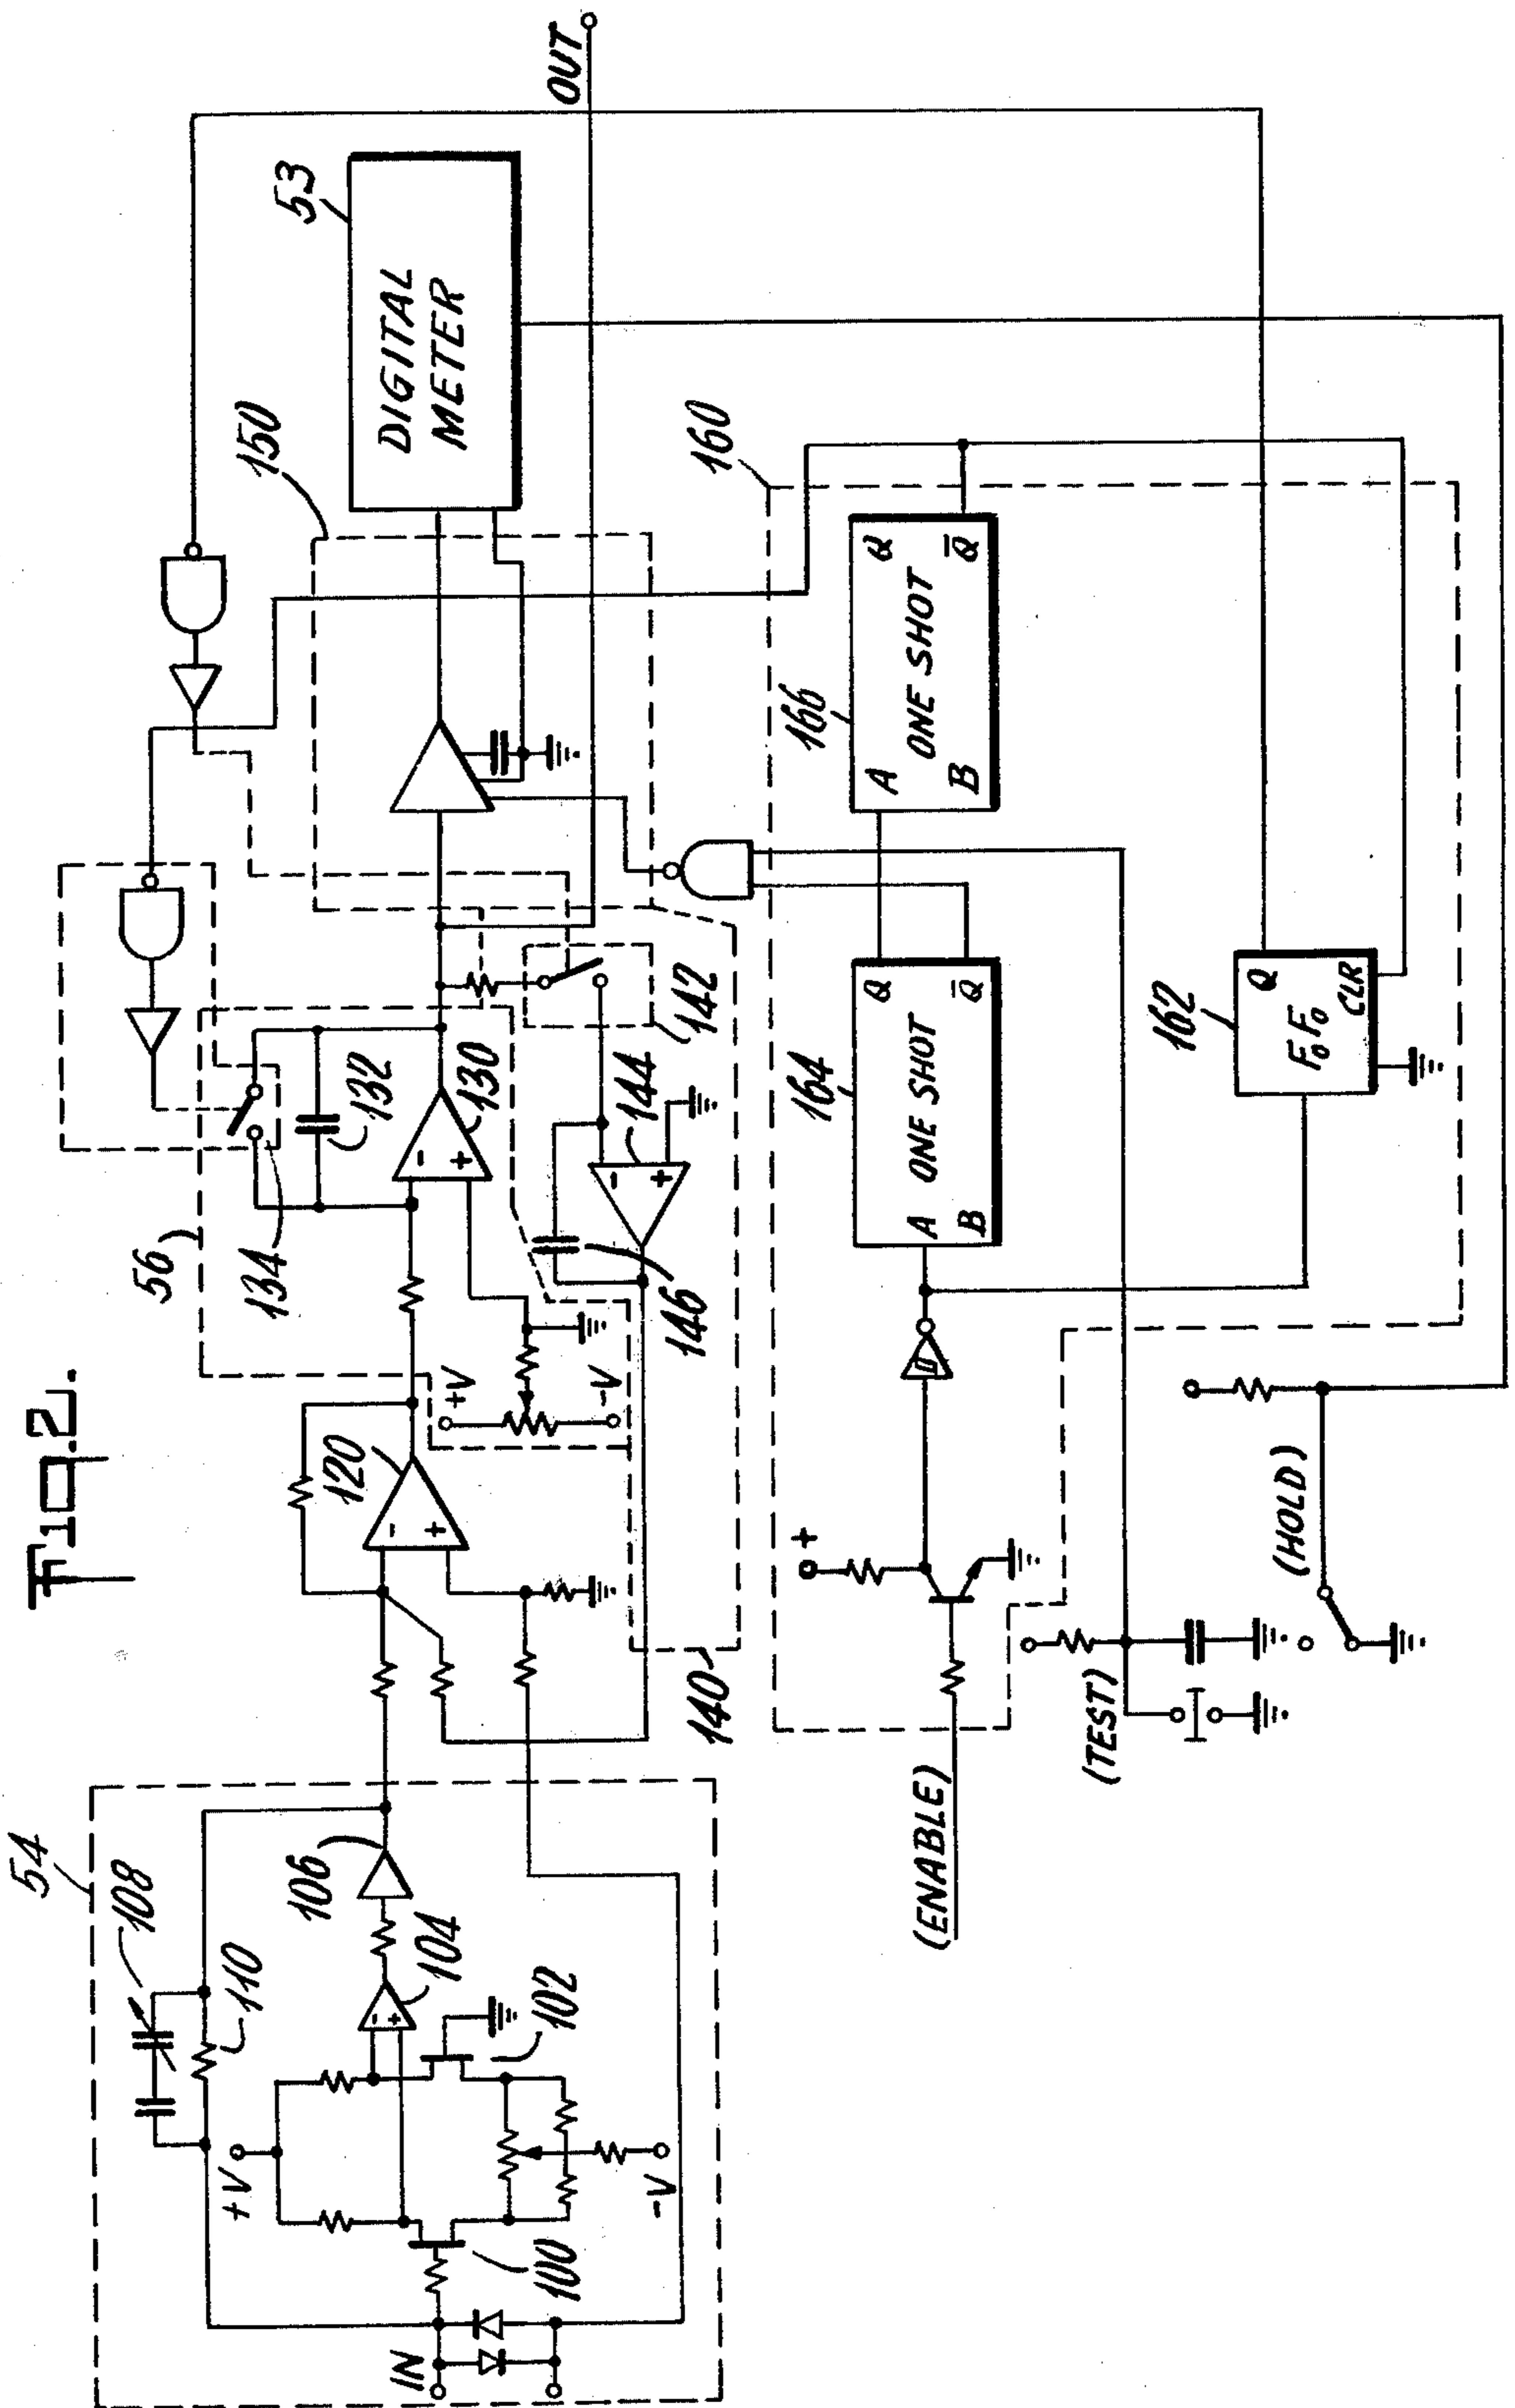 Fig. 2.
54
108
110
+V
IN
100
-V
102
104
-
+
106
120
-
+
140
56
134
132
130
-
+
+V
-V
146
144
-
+
142
150
53
DIGITAL
METER
OUT
160
(ENABLE)
+
164
A
B
ONE SHOT
Q
Q̅
166
A
B
ONE SHOT
Q
Q̅
162
F.F.
Q
CLR
(TEST)
(HOLD)